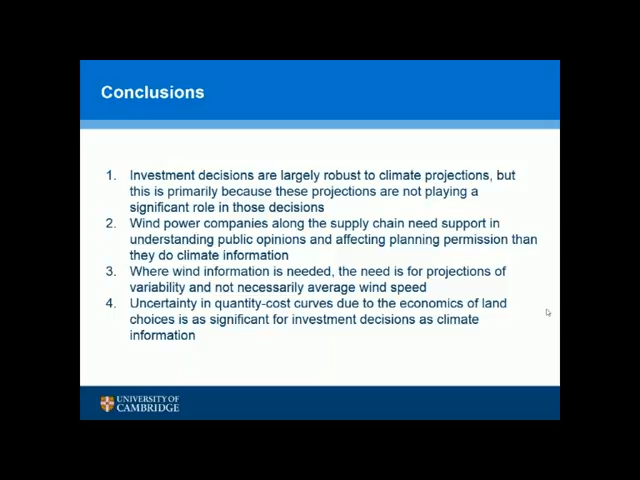 Conclusions
1. Investment decisions are largely robust to climate projections, but
this is primarily because these projections are not playing a
significant role in those decisions
2. Wind power companies along the supply chain need support in
understanding public opinions and affecting planning permission than
they do climate information
3. Where wind information is needed, the need is for projections of
variability and not necessarily average wind speed
4. Uncertainty in quantity-cost curves due to the economics of land
choices is as significant for investment decisions as climate
information
UNIVERSITY OF
CAMBRIDGE